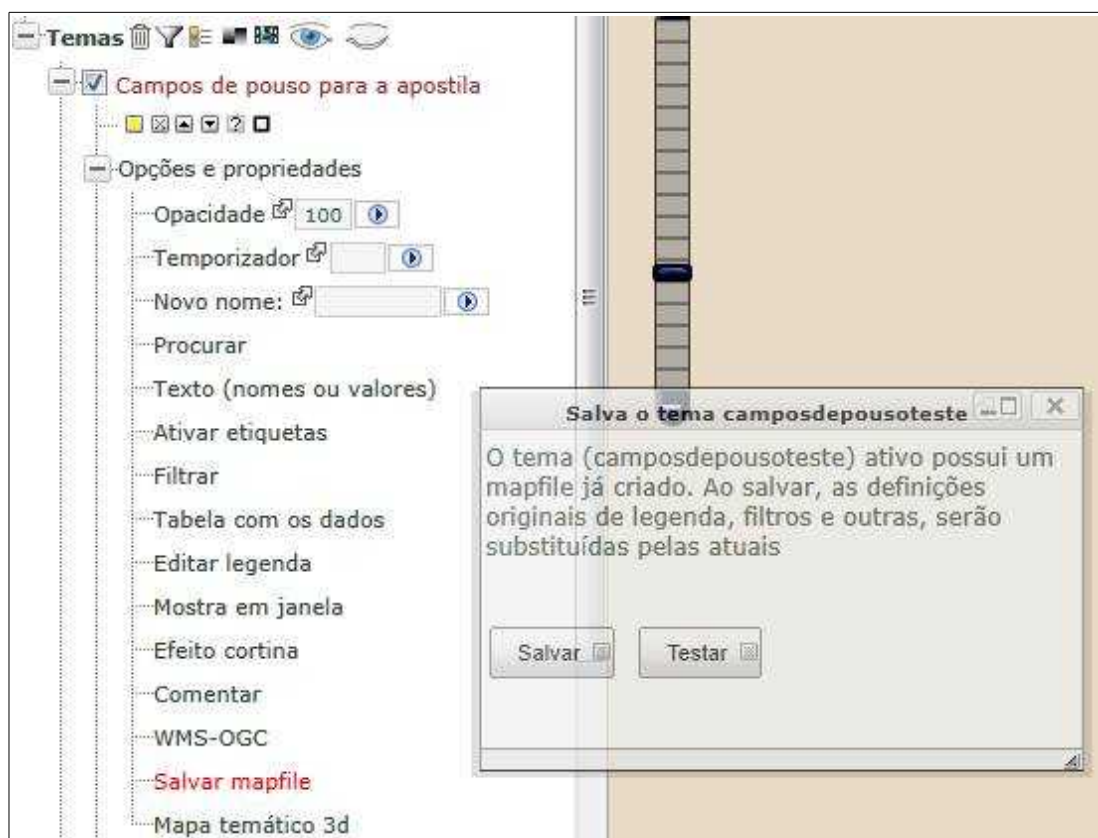 Temas
Campos de pouso para a apostila
Opções e propriedades
Opacidade 100
Temporizador
Novo nome:
Procurar
Texto (nomes ou valores)
Ativar etiquetas
Filtrar
Tabela com os dados
Editar legenda
Mostra em janela
Efeito cortina
Comentar
WMS-OGC
Salvar mapfile
Mapa temático 3d
Salva o tema camposdepousoteste
O tema (camposdepousoteste) ativo possui um
mapfile já criado. Ao salvar, as definições
originais de legenda, filtros e outras, serão
substituídas pelas atuais
Salvar Testar